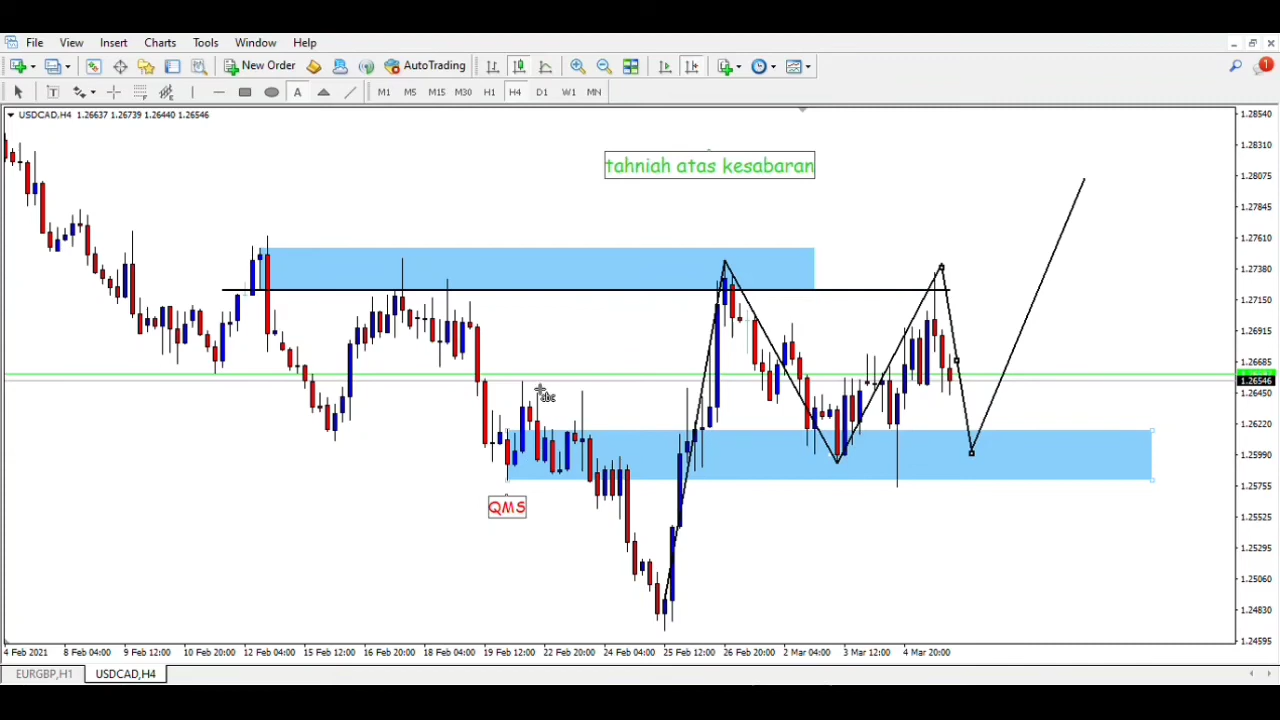 File View Insert Charts Tools Window Help
New Order AutoTrading
T A M1 M5 M15 M30 H1 H4 D1 W1 MN
USDCAD,H4 1.26637 1.26739 1.26440 1.26546
tahniah atas kesabaran
QMS
abc
1.28540
1.28310
1.28075
1.27845
1.27610
1.27380
1.27150
1.26915
1.26685
1.26546
1.26450
1.26220
1.25990
1.25755
1.25525
1.25295
1.25060
1.24830
1.24595
4 Feb 2021 8 Feb 04:00 9 Feb 12:00 10 Feb 20:00 12 Feb 04:00 15 Feb 12:00 16 Feb 20:00 18 Feb 04:00 19 Feb 12:00 22 Feb 20:00 24 Feb 04:00 25 Feb 12:00 26 Feb 20:00 2 Mar 04:00 3 Mar 12:00 4 Mar 20:00
EURGBP,H1 USDCAD,H4